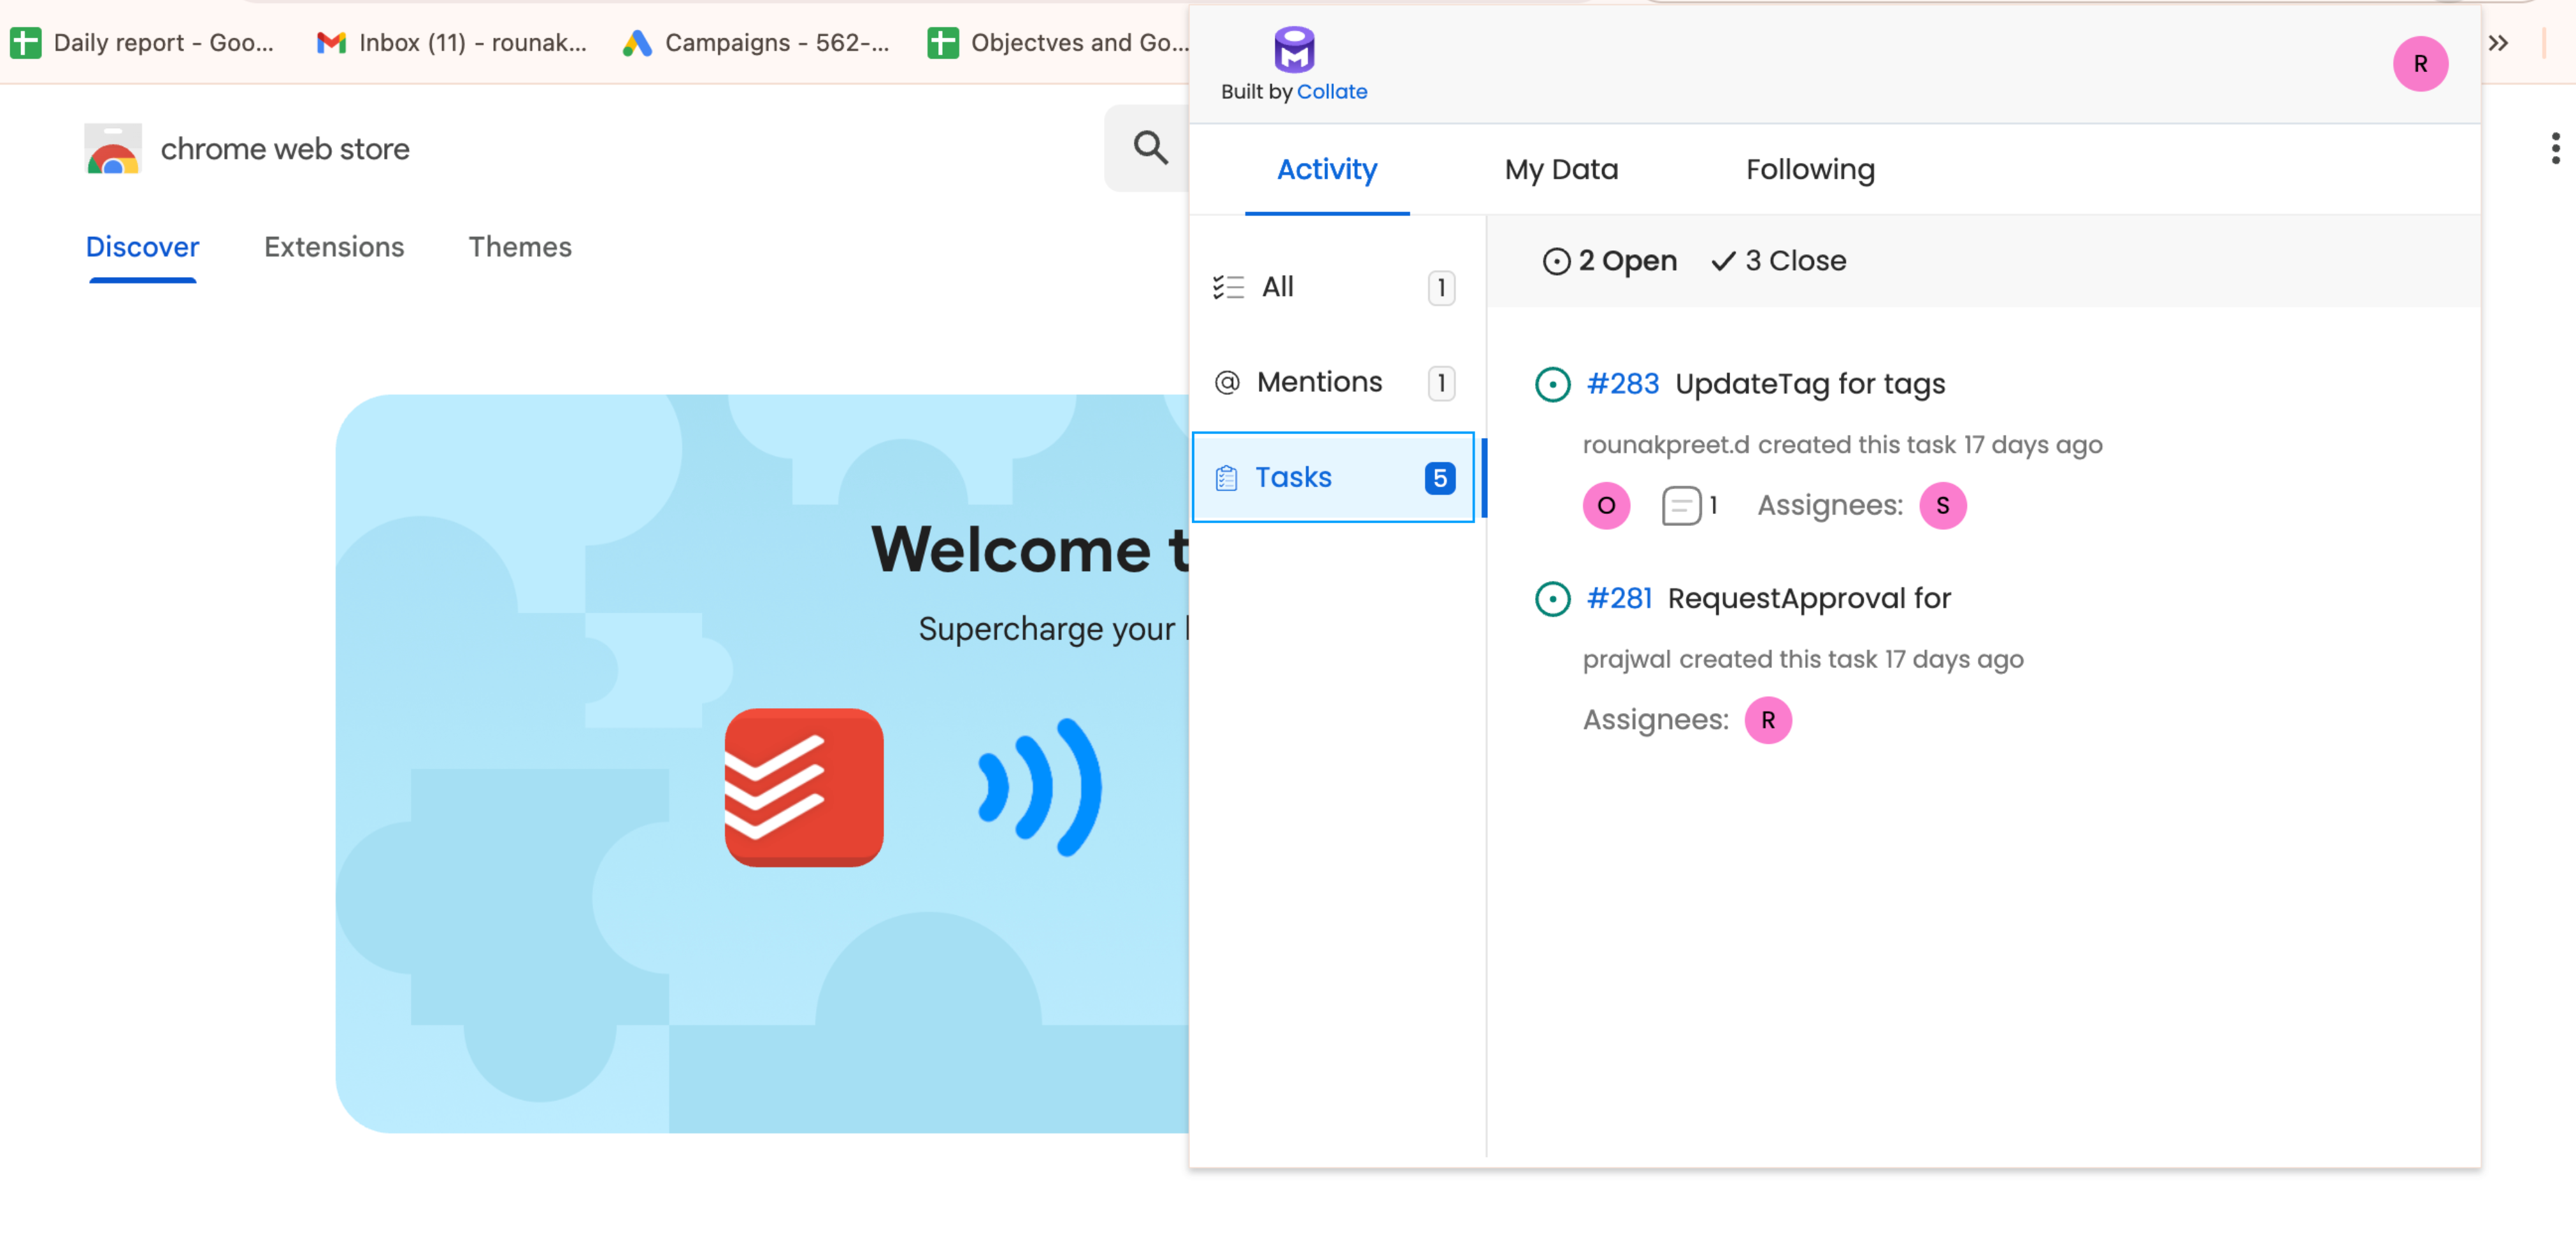 Daily report - Goo...
Inbox (11) - rounak...
Campaigns - 562-...
Objectves and Go...
Built by Collate
R
chrome web store
Discover
Extensions
Themes
Welcome t
Supercharge your
Activity
My Data
Following
All
1
Mentions
1
Tasks
5
2 Open
3 Close
#283 UpdateTag for tags
rounakpreet.d created this task 17 days ago
O
1
Assignees:
S
#281 RequestApproval for
prajwal created this task 17 days ago
Assignees:
R